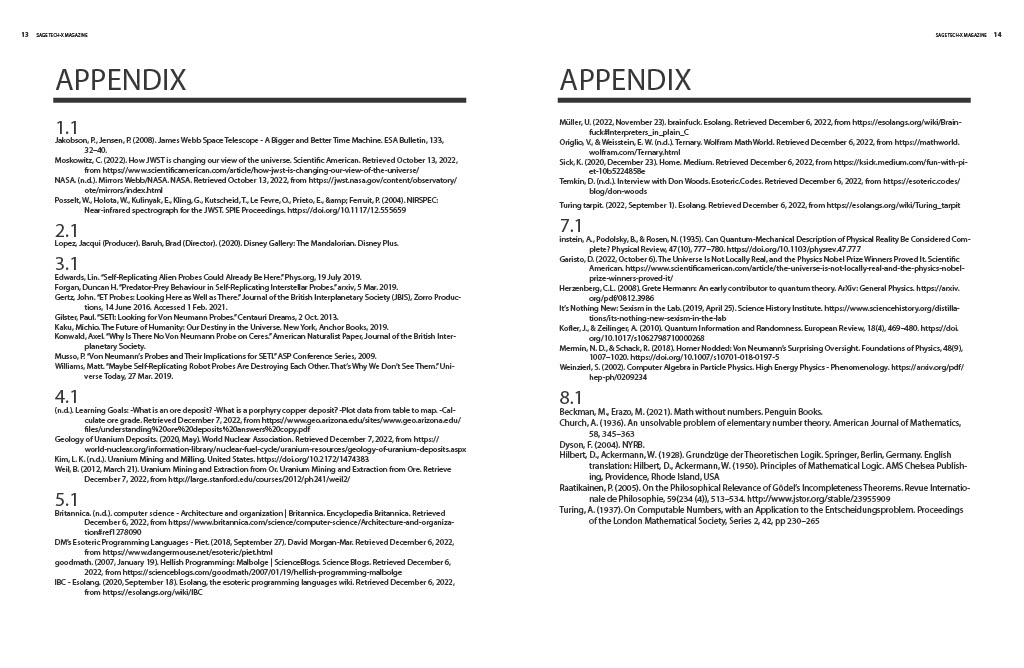 13 SAGETECH-X MAGAZINE
APPENDIX
1.1
Jakobson, P., Jensen, P. (2008). James Webb Space Telescope - A Bigger and Better Time Machine. ESA Bulletin, 133,
32–40.
Moskowitz, C. (2022). How JWST is changing our view of the universe. Scientific American. Retrieved October 13, 2022,
from https://www.scientificamerican.com/article/how-jwst-is-changing-our-view-of-the-universe/
NASA. (n.d.). Mirrors Webb/NASA. NASA. Retrieved October 13, 2022, from https://jwst.nasa.gov/content/observatory/
ote/mirrors/index.html
Posselt, W., Holota, W., Kulinyak, E., Kling, G., Kutscheid, T., Le Fevre, O., Prieto, E., &amp; Ferruit, P. (2004). NIRSPEC:
Near-infrared spectrograph for the JWST. SPIE Proceedings. https://doi.org/10.1117/12.555659
2.1
Lopez, Jacqui (Producer). Baruh, Brad (Director). (2020). Disney Gallery: The Mandalorian. Disney Plus.
3.1
Edwards, Lin. “Self-Replicating Alien Probes Could Already Be Here.” Phys.org, 19 July 2019.
Forgan, Duncan H. “Predator-Prey Behaviour in Self-Replicating Interstellar Probes.” arxiv, 5 Mar. 2019.
Gertz, John. “ET Probes: Looking Here as Well as There.” Journal of the British Interplanetary Society (JBIS), Zorro Produc-
tions, 14 June 2016. Accessed 1 Feb. 2021.
Gilster, Paul. “SETI: Looking for Von Neumann Probes.” Centauri Dreams, 2 Oct. 2013.
Kaku, Michio. The Future of Humanity: Our Destiny in the Universe. New York, Anchor Books, 2019.
Konwald, Axel. “Why Is There No Von Neumann Probe on Ceres.” American Naturalist Paper, Journal of the British Inter-
planetary Society.
Musso, P. “Von Neumann’s Probes and Their Implications for SETI.” ASP Conference Series, 2009.
Williams, Matt. “Maybe Self-Replicating Robot Probes Are Destroying Each Other. That’s Why We Don’t See Them.” Uni-
verse Today, 27 Mar. 2019.
4.1
(n.d.). Learning Goals: -What is an ore deposit? -What is a porphyry copper deposit? -Plot data from table to map. -Cal-
culate ore grade. Retrieved December 7, 2022, from https://www.geo.arizona.edu/sites/www.geo.arizona.edu/
files/understanding%20ore%20deposits%20answers%20copy.pdf
Geology of Uranium Deposits. (2020, May). World Nuclear Association. Retrieved December 7, 2022, from https://
world-nuclear.org/information-library/nuclear-fuel-cycle/uranium-resources/geology-of-uranium-deposits.aspx
Kim, L. K. (n.d.). Uranium Mining and Milling. United States. https://doi.org/10.2172/1474383
Weil, B. (2012, March 21). Uranium Mining and Extraction from Or. Uranium Mining and Extraction from Ore. Retrieve
December 7, 2022, from http://large.stanford.edu/courses/2012/ph241/weil2/
5.1
Britannica. (n.d.). computer science - Architecture and organization | Britannica. Encyclopedia Britannica. Retrieved
December 6, 2022, from https://www.britannica.com/science/computer-science/Architecture-and-organiza-
tion#ref1278090
DM’s Esoteric Programming Languages - Piet. (2018, September 27). David Morgan-Mar. Retrieved December 6, 2022,
from https://www.dangermouse.net/esoteric/piet.html
goodmath. (2007, January 19). Hellish Programming: Malbolge | ScienceBlogs. Science Blogs. Retrieved December 6,
2022, from https://scienceblogs.com/goodmath/2007/01/19/hellish-programming-malbolge
IBC - Esolang. (2020, September 18). Esolang, the esoteric programming languages wiki. Retrieved December 6, 2022,
from https://esolangs.org/wiki/IBC
SAGETECH-X MAGAZINE 14
APPENDIX
Müller, U. (2022, November 23). brainfuck. Esolang. Retrieved December 6, 2022, from https://esolangs.org/wiki/Brain-
fuck#Interpreters_in_plain_C
Origlio, V., & Weisstein, E. W. (n.d.). Ternary. Wolfram MathWorld. Retrieved December 6, 2022, from https://mathworld.
wolfram.com/Ternary.html
Sick, K. (2020, December 23). Home. Medium. Retrieved December 6, 2022, from https://ksick.medium.com/fun-with-pi-
et-10b5224858e
Temkin, D. (n.d.). Interview with Don Woods. Esoteric.Codes. Retrieved December 6, 2022, from https://esoteric.codes/
blog/don-woods
Turing tarpit. (2022, September 1). Esolang. Retrieved December 6, 2022, from https://esolangs.org/wiki/Turing_tarpit
7.1
instein, A., Podolsky, B., & Rosen, N. (1935). Can Quantum-Mechanical Description of Physical Reality Be Considered Com-
plete? Physical Review, 47(10), 777–780. https://doi.org/10.1103/physrev.47.777
Garisto, D. (2022, October 6). The Universe Is Not Locally Real, and the Physics Nobel Prize Winners Proved It. Scientific
American. https://www.scientificamerican.com/article/the-universe-is-not-locally-real-and-the-physics-nobel-
prize-winners-proved-it/
Herzenberg, C.L. (2008). Grete Hermann: An early contributor to quantum theory. ArXiv: General Physics. https://arxiv.
org/pdf/0812.3986
It’s Nothing New: Sexism in the Lab. (2019, April 25). Science History Institute. https://www.sciencehistory.org/distilla-
tions/its-nothing-new-sexism-in-the-lab
Kofler, J., & Zeilinger, A. (2010). Quantum Information and Randomness. European Review, 18(4), 469–480. https://doi.
org/10.1017/s1062798710000268
Mermin, N. D., & Schack, R. (2018). Homer Nodded: Von Neumann’s Surprising Oversight. Foundations of Physics, 48(9),
1007–1020. https://doi.org/10.1007/s10701-018-0197-5
Weinzierl, S. (2002). Computer Algebra in Particle Physics. High Energy Physics - Phenomenology. https://arxiv.org/pdf/
hep-ph/0209234
8.1
Beckman, M., Erazo, M. (2021). Math without numbers. Penguin Books.
Church, A. (1936). An unsolvable problem of elementary number theory. American Journal of Mathematics,
58, 345–363
Dyson, F. (2004). NYRB.
Hilbert, D., Ackermann, W. (1928). Grundzüge der Theoretischen Logik. Springer, Berlin, Germany. English
translation: Hilbert, D., Ackermann, W. (1950). Principles of Mathematical Logic. AMS Chelsea Publish-
ing, Providence, Rhode Island, USA
Raatikainen, P. (2005). On the Philosophical Relevance of Gödel’s Incompleteness Theorems. Revue Internatio-
nale de Philosophie, 59(234 (4)), 513–534. http://www.jstor.org/stable/23955909
Turing, A. (1937). On Computable Numbers, with an Application to the Entscheidungsproblem. Proceedings
of the London Mathematical Society, Series 2, 42, pp 230–265